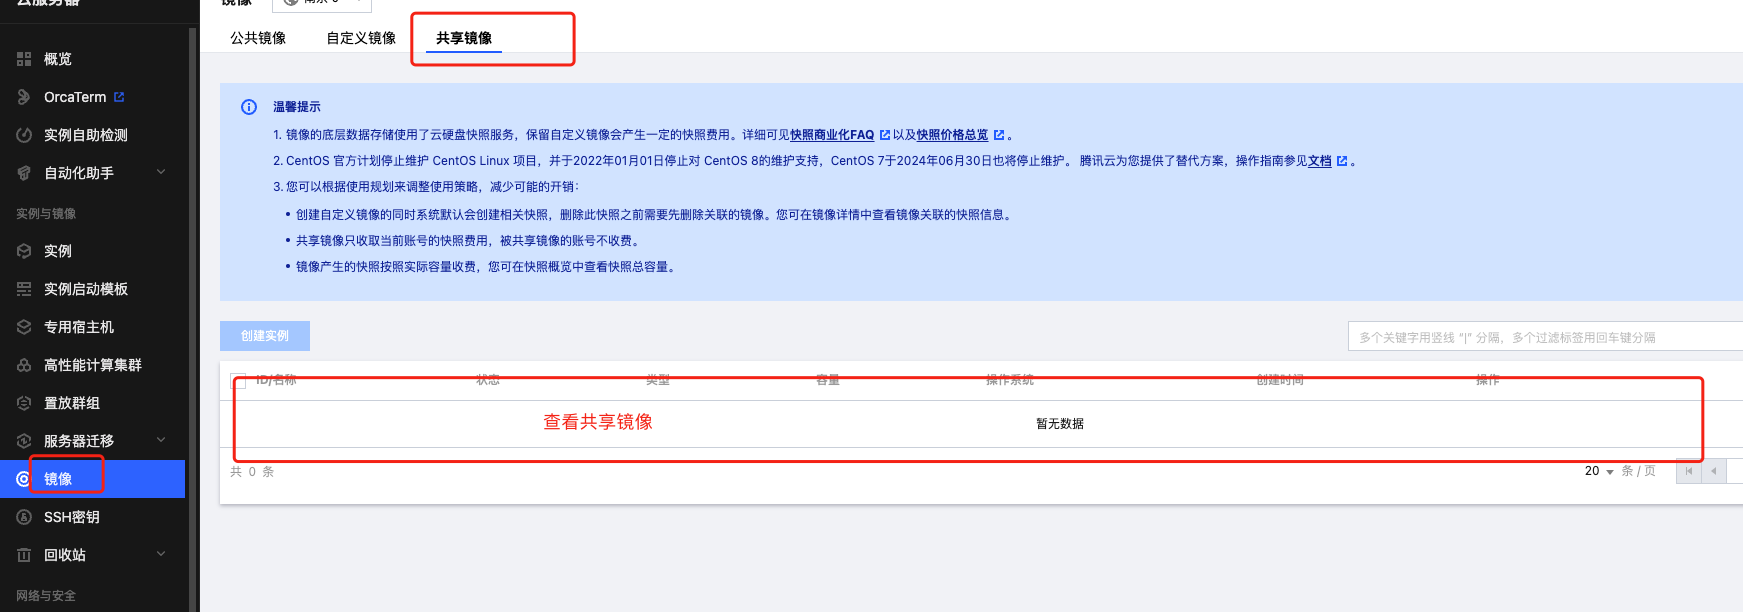 云服务器
镜像 南京 0
公共镜像 自定义镜像 共享镜像
概览
OrcaTerm
实例自助检测
自动化助手
实例与镜像
实例
实例启动模板
专用宿主机
高性能计算集群
置放群组
服务器迁移
镜像
SSH密钥
回收站
网络与安全
温馨提示
1. 镜像的底层数据存储使用了云硬盘快照服务，保留自定义镜像会产生一定的快照费用。详细可见快照商业化FAQ 以及快照价格总览 。
2. CentOS 官方计划停止维护 CentOS Linux 项目，并于2022年01月01日停止对 CentOS 8的维护支持，CentOS 7于2024年06月30日也将停止维护。 腾讯云为您提供了替代方案，操作指南参见文档 。
3. 您可以根据使用规划来调整使用策略，减少可能的开销：
• 创建自定义镜像的同时系统默认会创建相关快照，删除此快照之前需要先删除关联的镜像。您可在镜像详情中查看镜像关联的快照信息。
• 共享镜像只收取当前账号的快照费用，被共享镜像的账号不收费。
• 镜像产生的快照按照实际容量收费，您可在快照概览中查看快照总容量。
创建实例
多个关键字用竖线 "|" 分隔，多个过滤标签用回车键分隔
ID/名称 状态 类型 容量 操作系统 创建时间 操作
查看共享镜像 暂无数据
共 0 条 20 条 / 页